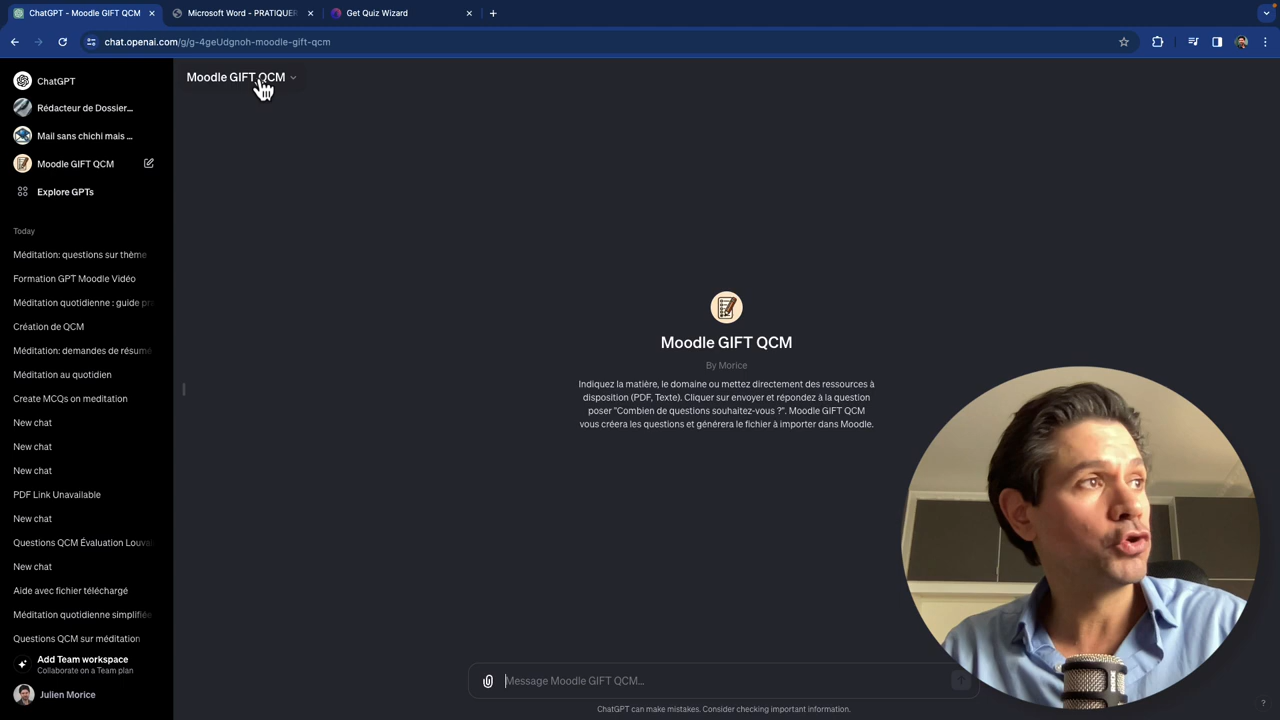 ChatGPT - Moodle GIFT QCM
Microsoft Word - PRATIQUER
Get Quiz Wizard
chat.openai.com/g/g-4geUdgnoh-moodle-gift-qcm
ChatGPT
Rédacteur de Dossier...
Mail sans chichi mais ...
Moodle GIFT QCM
Explore GPTs
Today
Méditation: questions sur thème
Formation GPT Moodle Vidéo
Méditation quotidienne : guide pra
Création de QCM
Méditation: demandes de résumé
Méditation au quotidien
Create MCQs on meditation
New chat
New chat
New chat
PDF Link Unavailable
New chat
Questions QCM Évaluation Louva
New chat
Aide avec fichier téléchargé
Méditation quotidienne simplifiée
Questions QCM sur méditation
Add Team workspace
Collaborate on a Team plan
Julien Morice
Moodle GIFT QCM
Moodle GIFT QCM
By Morice
Indiquez la matière, le domaine ou mettez directement des ressources à
disposition (PDF, Texte). Cliquer sur envoyer et répondez à la question
poser "Combien de questions souhaitez-vous ?". Moodle GIFT QCM
vous créera les questions et générera le fichier à importer dans Moodle.
Message Moodle GIFT QCM...
ChatGPT can make mistakes. Consider checking important information.
?